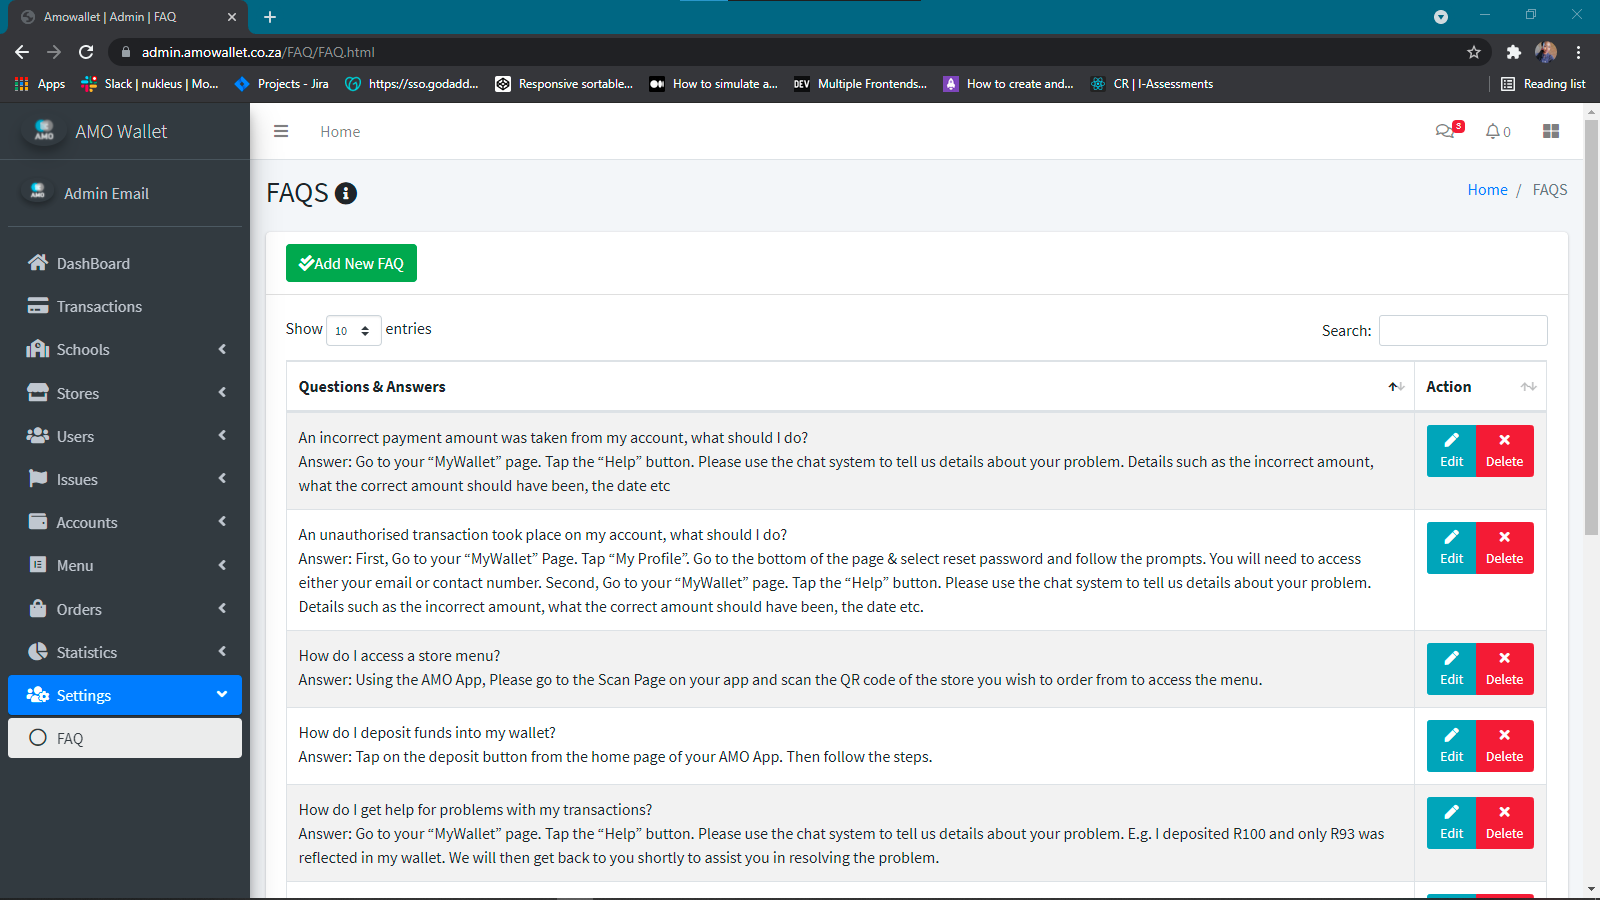 Amowallet | Admin | FAQ
admin.amowallet.co.za/FAQ/FAQ.html
Apps
Slack | nukleus | Mo...
Projects - Jira
https://sso.godadd...
Responsive sortable...
How to simulate a...
DEV
Multiple Frontends...
How to create and...
CR | I-Assessments
Reading list
AMO
AMO Wallet
Home
3
0
AMO
Admin Email
FAQS
Home / FAQS
DashBoard
Transactions
Schools
Stores
Users
Issues
Accounts
Menu
Orders
Statistics
Settings
FAQ
Add New FAQ
Show 10 entries
Search:
Questions & Answers
Action
An incorrect payment amount was taken from my account, what should I do?
Answer: Go to your “MyWallet” page. Tap the “Help” button. Please use the chat system to tell us details about your problem. Details such as the incorrect amount,
what the correct amount should have been, the date etc
Edit
Delete
An unauthorised transaction took place on my account, what should I do?
Answer: First, Go to your “MyWallet” Page. Tap “My Profile”. Go to the bottom of the page & select reset password and follow the prompts. You will need to access
either your email or contact number. Second, Go to your “MyWallet” page. Tap the “Help” button. Please use the chat system to tell us details about your problem.
Details such as the incorrect amount, what the correct amount should have been, the date etc.
Edit
Delete
How do I access a store menu?
Answer: Using the AMO App, Please go to the Scan Page on your app and scan the QR code of the store you wish to order from to access the menu.
Edit
Delete
How do I deposit funds into my wallet?
Answer: Tap on the deposit button from the home page of your AMO App. Then follow the steps.
Edit
Delete
How do I get help for problems with my transactions?
Answer: Go to your “MyWallet” page. Tap the “Help” button. Please use the chat system to tell us details about your problem. E.g. I deposited R100 and only R93 was
reflected in my wallet. We will then get back to you shortly to assist you in resolving the problem.
Edit
Delete